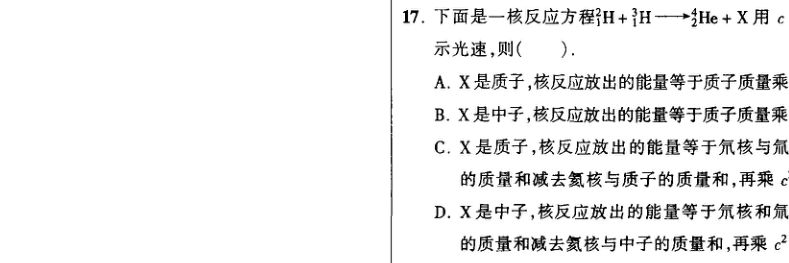 17. 下面是一核反应方程²₁H + ³₁H ⟶ ⁴₂He + X 用 c
示光速,则(  ).
A. X 是质子,核反应放出的能量等于质子质量乘
B. X 是中子,核反应放出的能量等于质子质量乘
C. X 是质子,核反应放出的能量等于氘核与氚
的质量和减去氦核与质子的质量和,再乘 c²
D. X 是中子,核反应放出的能量等于氘核和氚
的质量和减去氦核与中子的质量和,再乘 c²